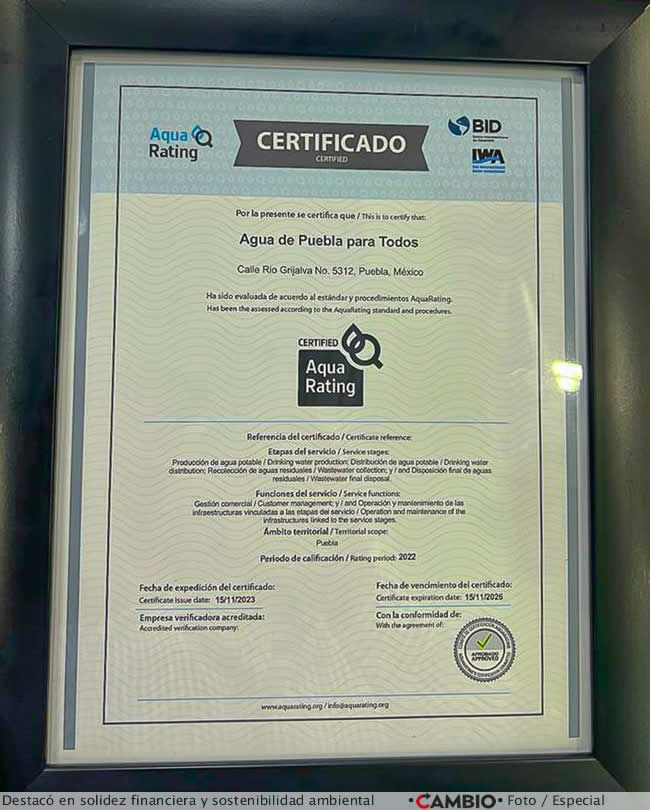 Aqua
Rating
CERTIFICADO
CERTIFIED
BID
IWA
Por la presente se certifica que / This is to certify that:
Agua de Puebla para Todos
Calle Rio Grijalva No. 5312, Puebla, México
Ha sido evaluada de acuerdo al estándar y procedimientos AquaRating.
Has been the assessed according to the AquaRating standard and procedures.
CERTIFIED
Aqua
Rating
Referencia del certificado / Certificate reference:
Etapas del servicio / Service stages:
Producción de agua potable / Drinking water production; Distribución de agua potable / Drinking water
distribution; Recolección de aguas residuales / Wastewater collection; y / and Disposición final de aguas
residuales / Wastewater final disposal.
Funciones del servicio / Service functions:
Gestión comercial / Customer management; y / and Operación y mantenimiento de las
infraestructuras vinculadas a las etapas del servicio / Operation and maintenance of the
infrastructures linked to the service stages.
Ámbito territorial / Territorial scope:
Puebla
Periodo de calificación / Rating period: 2022
Fecha de expedición del certificado:
Certificate issue date: 15/11/2023
Fecha de vencimiento del certificado:
Certificate expiration date: 15/11/2026
Empresa verificadora acreditada:
Accredited verification company:
Con la conformidad de:
With the agreement of:
APROBADO
APPROVED
www.aquarating.org / info@aquarating.org
Destacó en solidez financiera y sostenibilidad ambiental
•CAMBIO• Foto / Especial